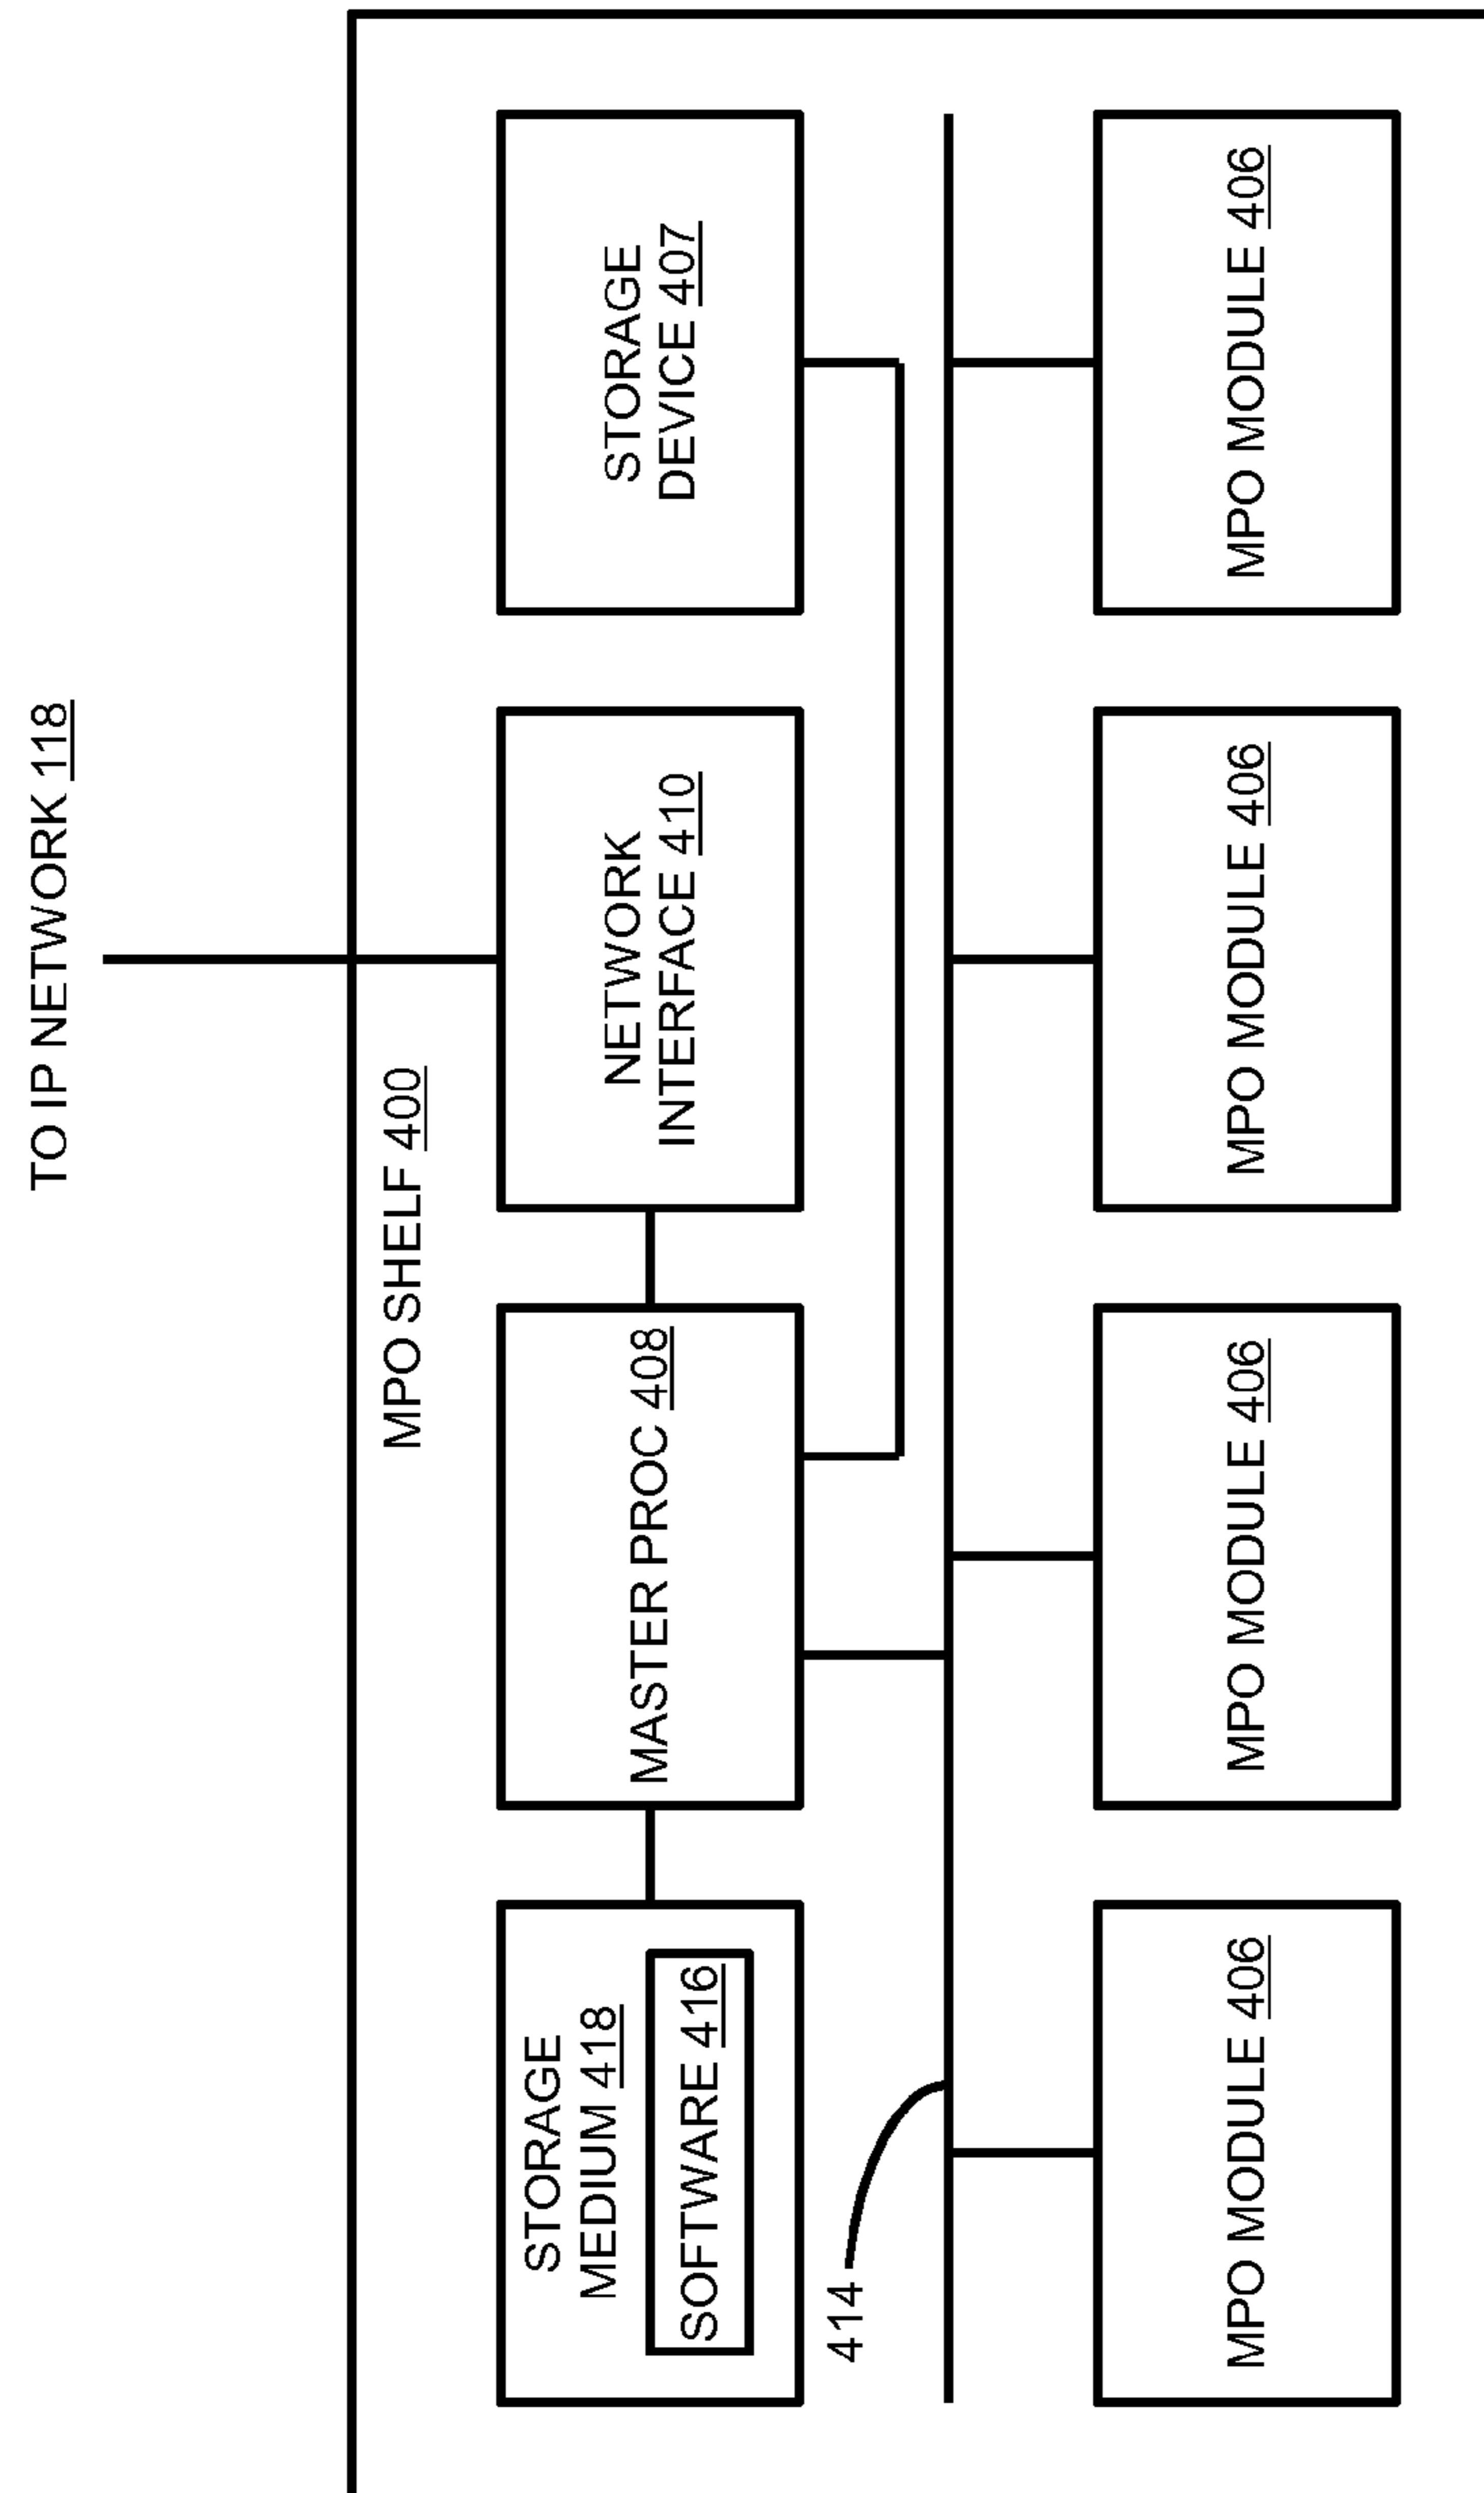 TO IP NETWORK 118
MPO SHELF 400
STORAGE
MEDIUM 418
SOFTWARE 416
MASTER PROC 408
NETWORK
INTERFACE 410
STORAGE
DEVICE 407
414
MPO MODULE 406
MPO MODULE 406
MPO MODULE 406
MPO MODULE 406